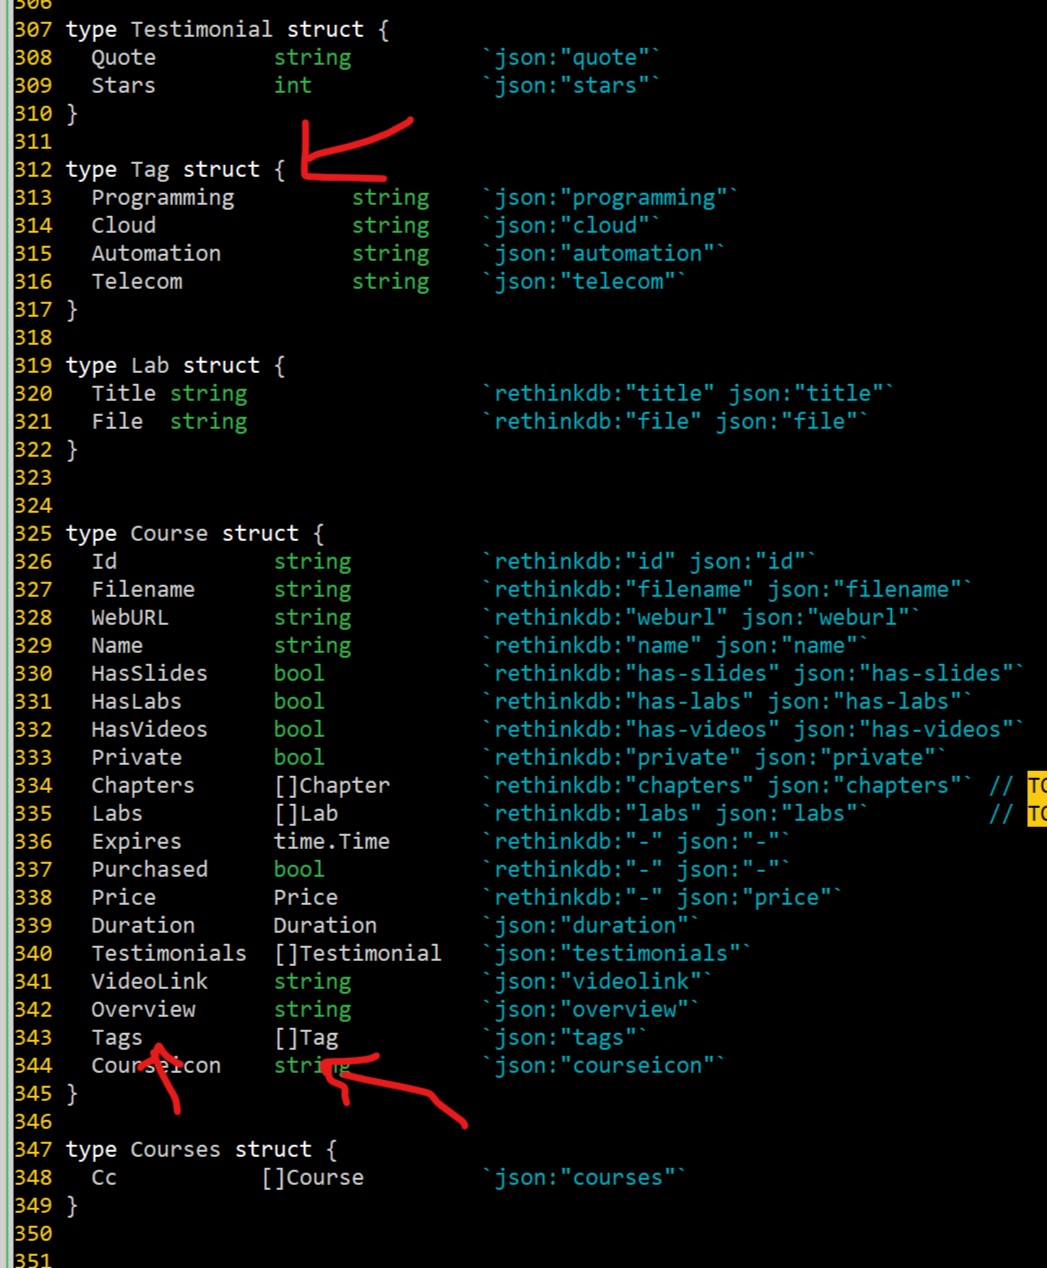 306
307 type Testimonial struct {
308 Quote string `json:"quote"`
309 Stars int `json:"stars"`
310 }
311
312 type Tag struct {
313 Programming string `json:"programming"`
314 Cloud string `json:"cloud"`
315 Automation string `json:"automation"`
316 Telecom string `json:"telecom"`
317 }
318
319 type Lab struct {
320 Title string `rethinkdb:"title" json:"title"`
321 File string `rethinkdb:"file" json:"file"`
322 }
323
324
325 type Course struct {
326 Id string `rethinkdb:"id" json:"id"`
327 Filename string `rethinkdb:"filename" json:"filename"`
328 WebURL string `rethinkdb:"weburl" json:"weburl"`
329 Name string `rethinkdb:"name" json:"name"`
330 HasSlides bool `rethinkdb:"has-slides" json:"has-slides"`
331 HasLabs bool `rethinkdb:"has-labs" json:"has-labs"`
332 HasVideos bool `rethinkdb:"has-videos" json:"has-videos"`
333 Private bool `rethinkdb:"private" json:"private"`
334 Chapters []Chapter `rethinkdb:"chapters" json:"chapters"` // TO
335 Labs []Lab `rethinkdb:"labs" json:"labs"` // TO
336 Expires time.Time `rethinkdb:"-" json:"-"`
337 Purchased bool `rethinkdb:"-" json:"-"`
338 Price Price `rethinkdb:"-" json:"price"`
339 Duration Duration `json:"duration"`
340 Testimonials []Testimonial `json:"testimonials"`
341 VideoLink string `json:"videolink"`
342 Overview string `json:"overview"`
343 Tags []Tag `json:"tags"`
344 Courseicon string `json:"courseicon"`
345 }
346
347 type Courses struct {
348 Cc []Course `json:"courses"`
349 }
350
351